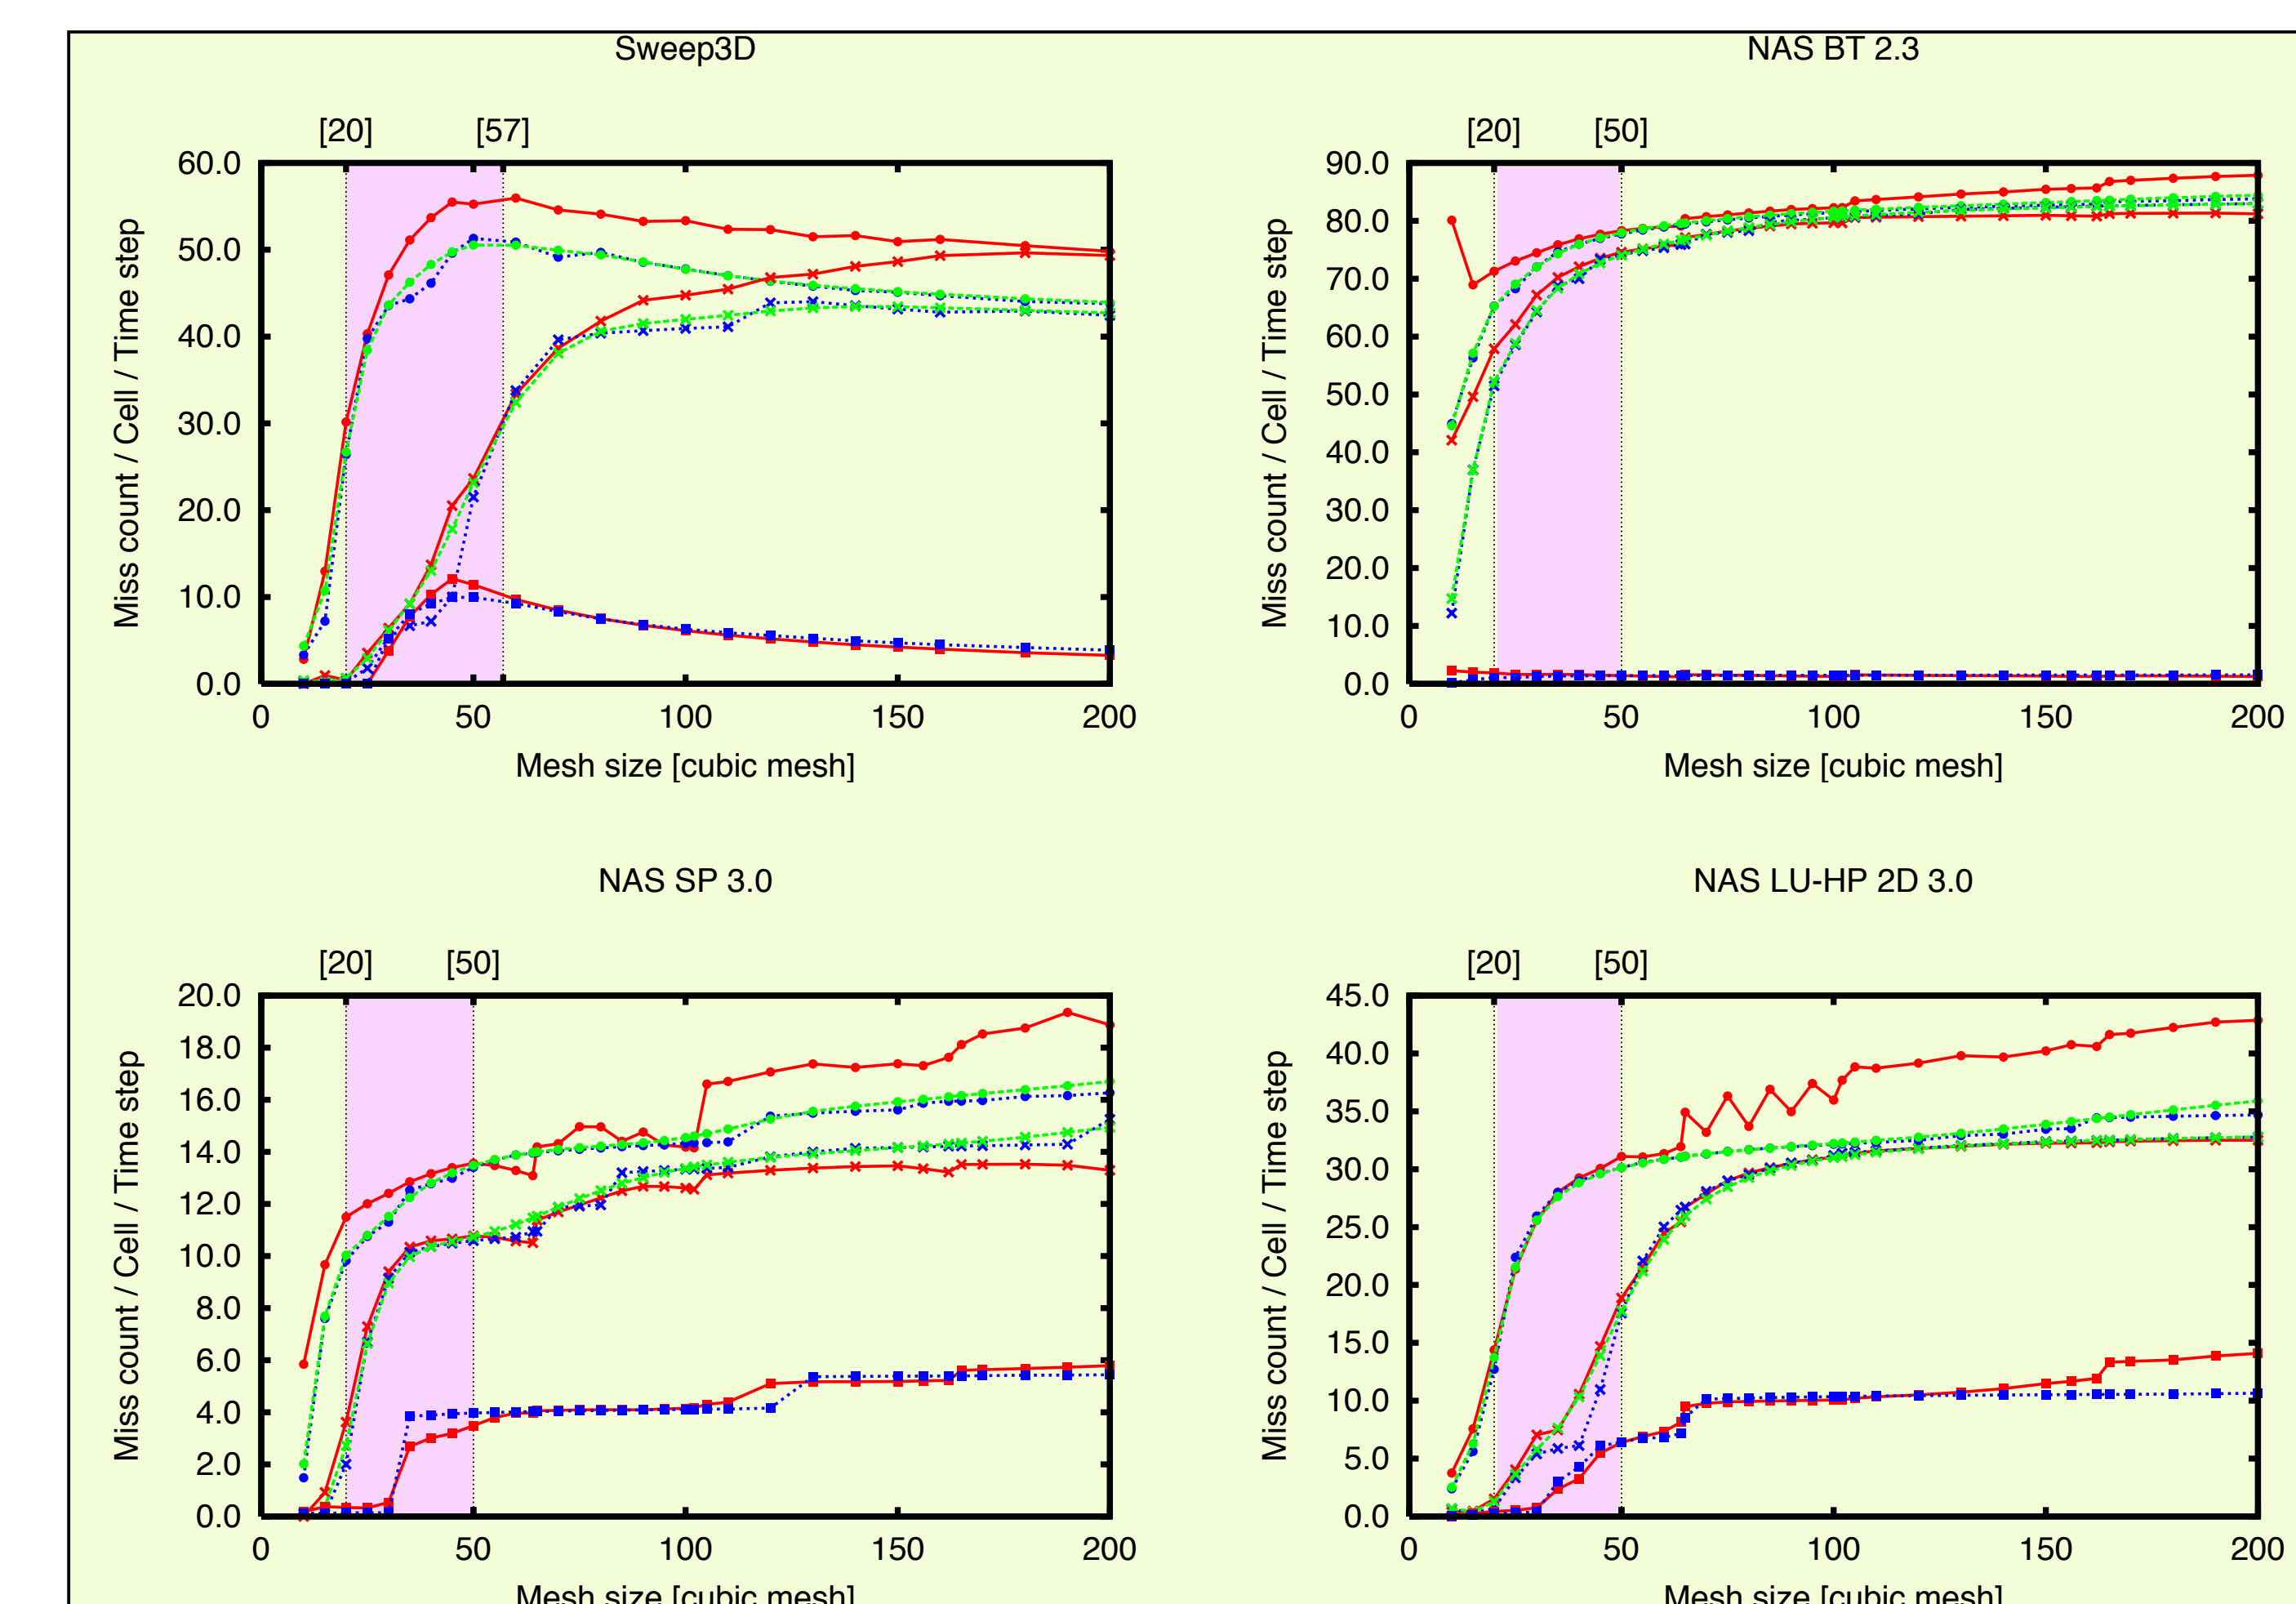 Sweep3D
[20] [57]
60.0
50.0
40.0
30.0
20.0
10.0
0.0
Miss count / Cell / Time step
0 50 100 150 200
Mesh size [cubic mesh]
NAS BT 2.3
[20] [50]
90.0
80.0
70.0
60.0
50.0
40.0
30.0
20.0
10.0
0.0
Miss count / Cell / Time step
0 50 100 150 200
Mesh size [cubic mesh]
NAS SP 3.0
[20] [50]
20.0
18.0
16.0
14.0
12.0
10.0
8.0
6.0
4.0
2.0
0.0
Miss count / Cell / Time step
0 50 100 150 200
Mesh size [cubic mesh]
NAS LU-HP 2D 3.0
[20] [50]
45.0
40.0
35.0
30.0
25.0
20.0
15.0
10.0
5.0
0.0
Miss count / Cell / Time step
0 50 100 150 200
Mesh size [cubic mesh]